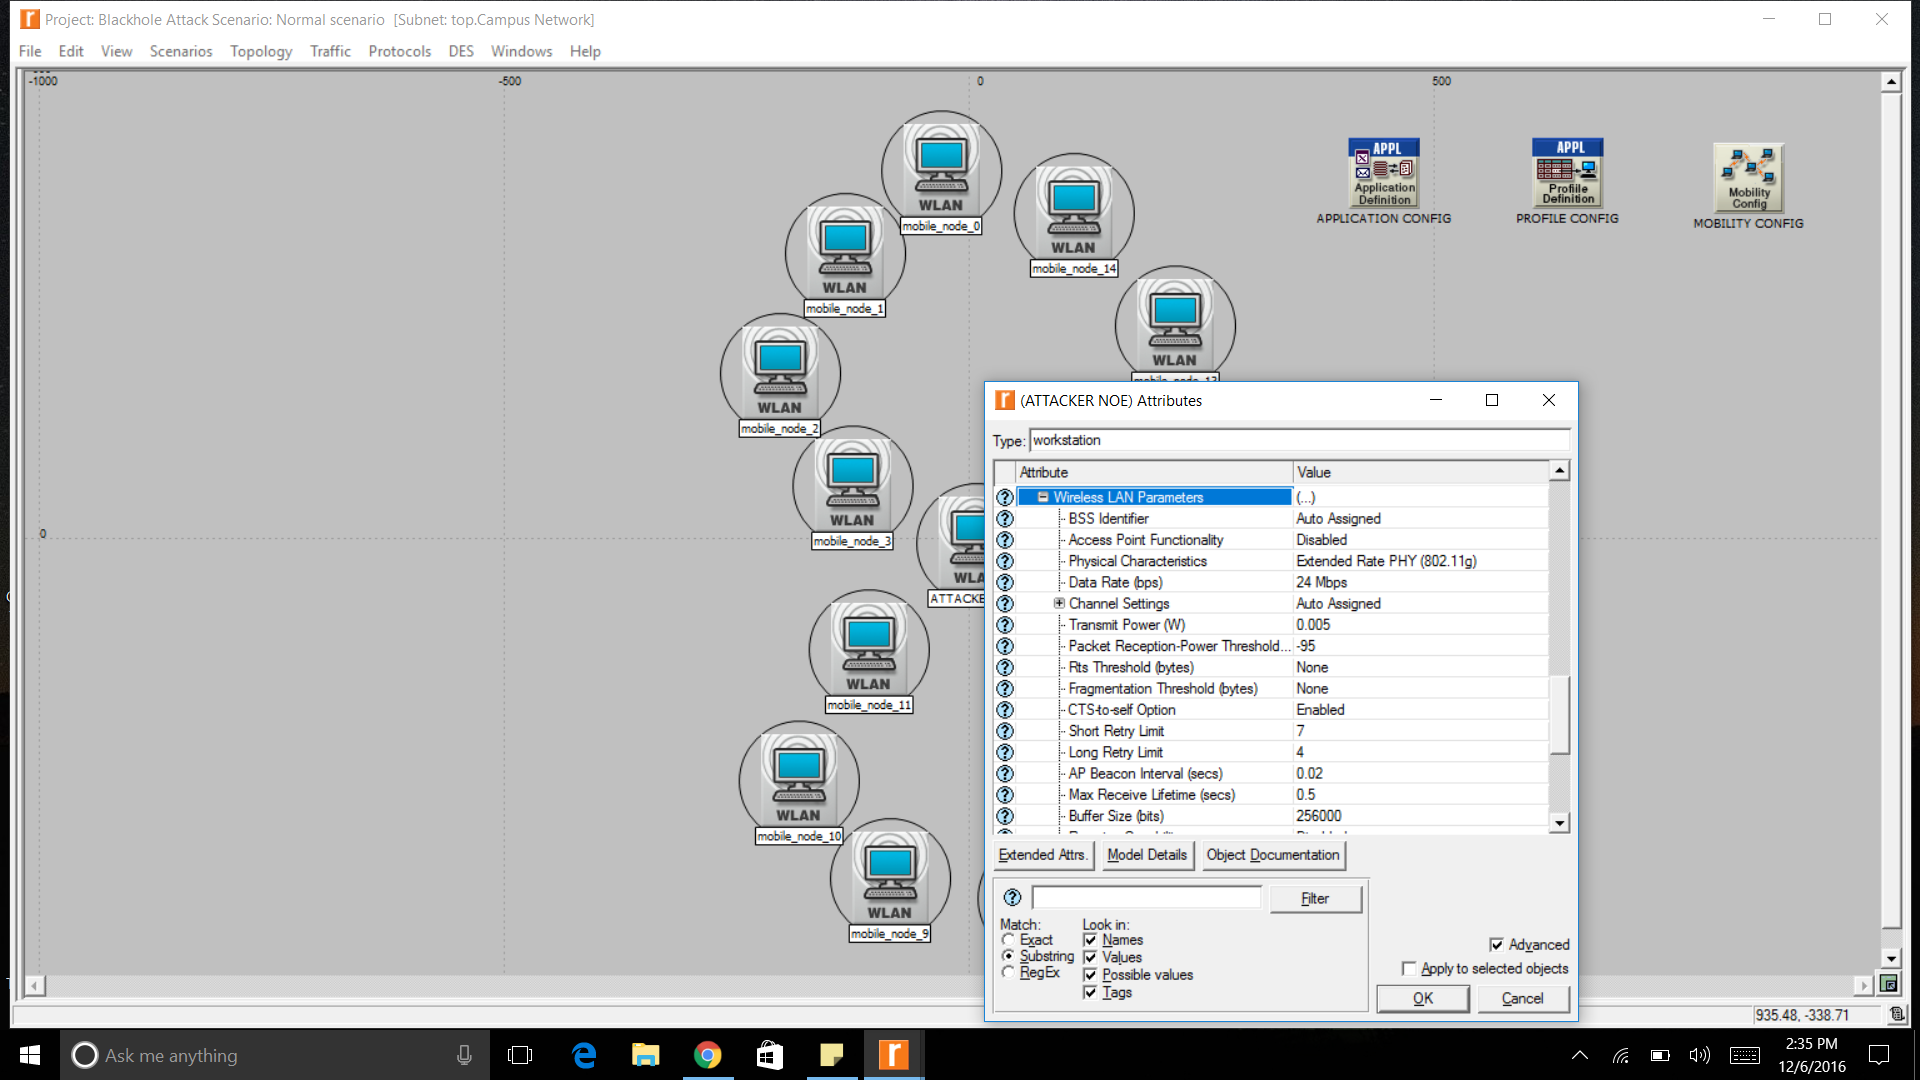 Project: Blackhole Attack Scenario: Normal scenario [Subnet: top.Campus Network]
File Edit View Scenarios Topology Traffic Protocols DES Windows Help
-1000 -500 0 500
0
WLAN
mobile_node_0
WLAN
mobile_node_14
WLAN
mobile_node_1
WLAN
WLAN
mobile_node_2
WLAN
mobile_node_3
WLA
ATTACKE
WLAN
mobile_node_11
WLAN
mobile_node_10
WLAN
mobile_node_9
APPL
Application
Definition
APPLICATION CONFIG
APPL
Profile
Definition
PROFILE CONFIG
Mobility
Config
MOBILITY CONFIG
(ATTACKER NOE) Attributes
Type: workstation
Attribute Value
Wireless LAN Parameters (...)
BSS Identifier Auto Assigned
Access Point Functionality Disabled
Physical Characteristics Extended Rate PHY (802.11g)
Data Rate (bps) 24 Mbps
Channel Settings Auto Assigned
Transmit Power (W) 0.005
Packet Reception-Power Threshold... -95
Rts Threshold (bytes) None
Fragmentation Threshold (bytes) None
CTS-to-self Option Enabled
Short Retry Limit 7
Long Retry Limit 4
AP Beacon Interval (secs) 0.02
Max Receive Lifetime (secs) 0.5
Buffer Size (bits) 256000
Extended Attrs. Model Details Object Documentation
Filter
Match: Look in:
Exact Names
Substring Values
RegEx Possible values
Tags
Advanced
Apply to selected objects
OK Cancel
935.48, -338.71
Ask me anything
2:35 PM
12/6/2016